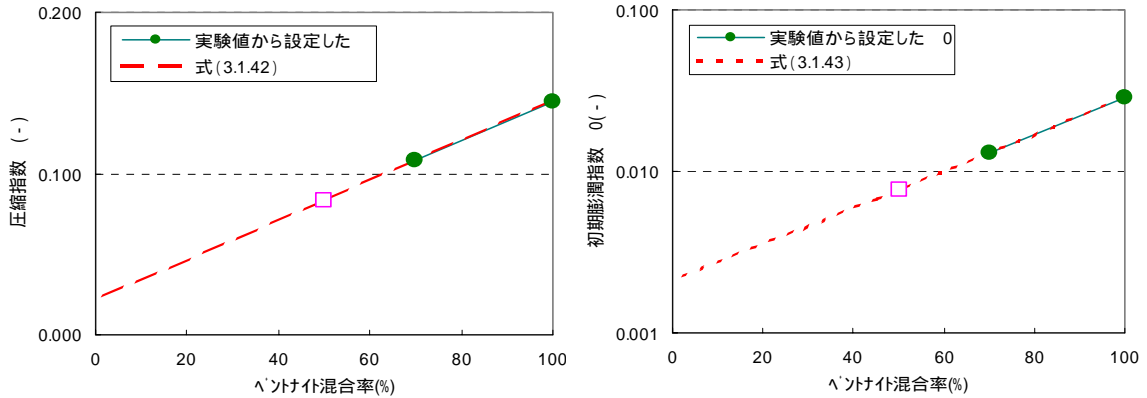 0.200
0.100
0.000
圧縮指数 (-)
実験値から設定した
式(3.1.42)
0 20 40 60 80 100
ベントナイト混合率(%)
0.100
0.010
0.001
初期膨潤指数 0(-)
実験値から設定した 0
式(3.1.43)
0 20 40 60 80 100
ベントナイト混合率(%)